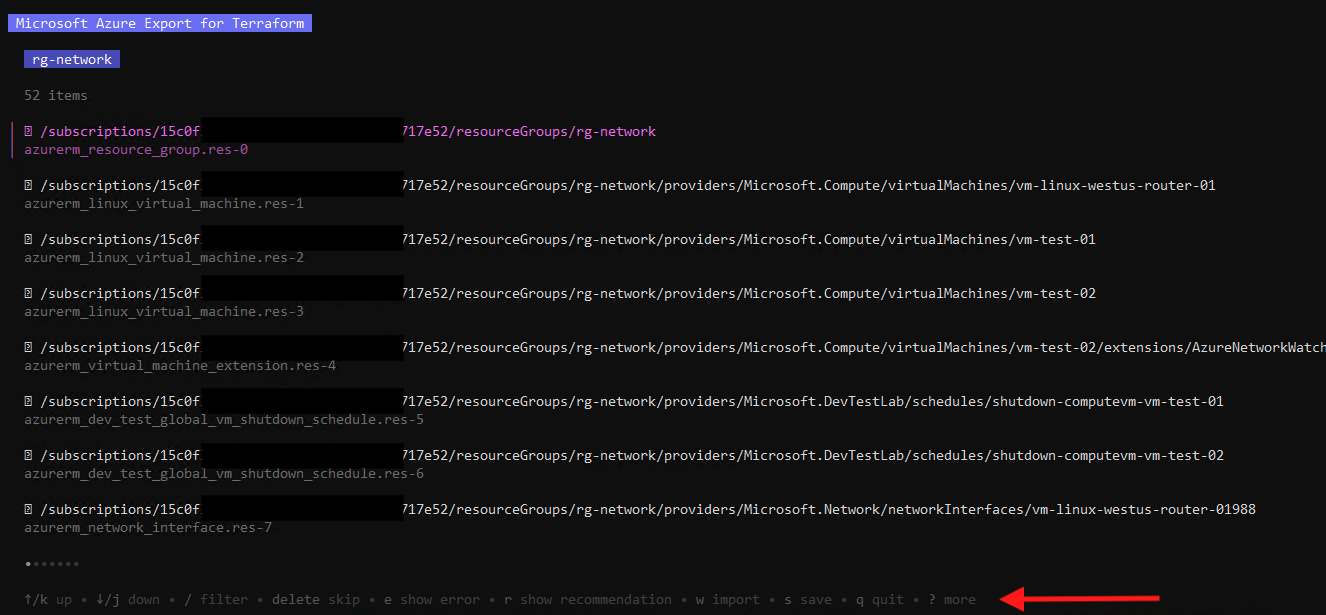 Microsoft Azure Export for Terraform
rg-network
52 items
/subscriptions/15c0f 717e52/resourceGroups/rg-network
azurerm_resource_group.res-0
/subscriptions/15c0f 717e52/resourceGroups/rg-network/providers/Microsoft.Compute/virtualMachines/vm-linux-westus-router-01
azurerm_linux_virtual_machine.res-1
/subscriptions/15c0f 717e52/resourceGroups/rg-network/providers/Microsoft.Compute/virtualMachines/vm-test-01
azurerm_linux_virtual_machine.res-2
/subscriptions/15c0f 717e52/resourceGroups/rg-network/providers/Microsoft.Compute/virtualMachines/vm-test-02
azurerm_linux_virtual_machine.res-3
/subscriptions/15c0f 717e52/resourceGroups/rg-network/providers/Microsoft.Compute/virtualMachines/vm-test-02/extensions/AzureNetworkWatch
azurerm_virtual_machine_extension.res-4
/subscriptions/15c0f 717e52/resourceGroups/rg-network/providers/Microsoft.DevTestLab/schedules/shutdown-computevm-vm-test-01
azurerm_dev_test_global_vm_shutdown_schedule.res-5
/subscriptions/15c0f 717e52/resourceGroups/rg-network/providers/Microsoft.DevTestLab/schedules/shutdown-computevm-vm-test-02
azurerm_dev_test_global_vm_shutdown_schedule.res-6
/subscriptions/15c0f 717e52/resourceGroups/rg-network/providers/Microsoft.Network/networkInterfaces/vm-linux-westus-router-01988
azurerm_network_interface.res-7
↑/k up • ↓/j down • / filter • delete skip • e show error • r show recommendation • w import • s save • q quit • ? more